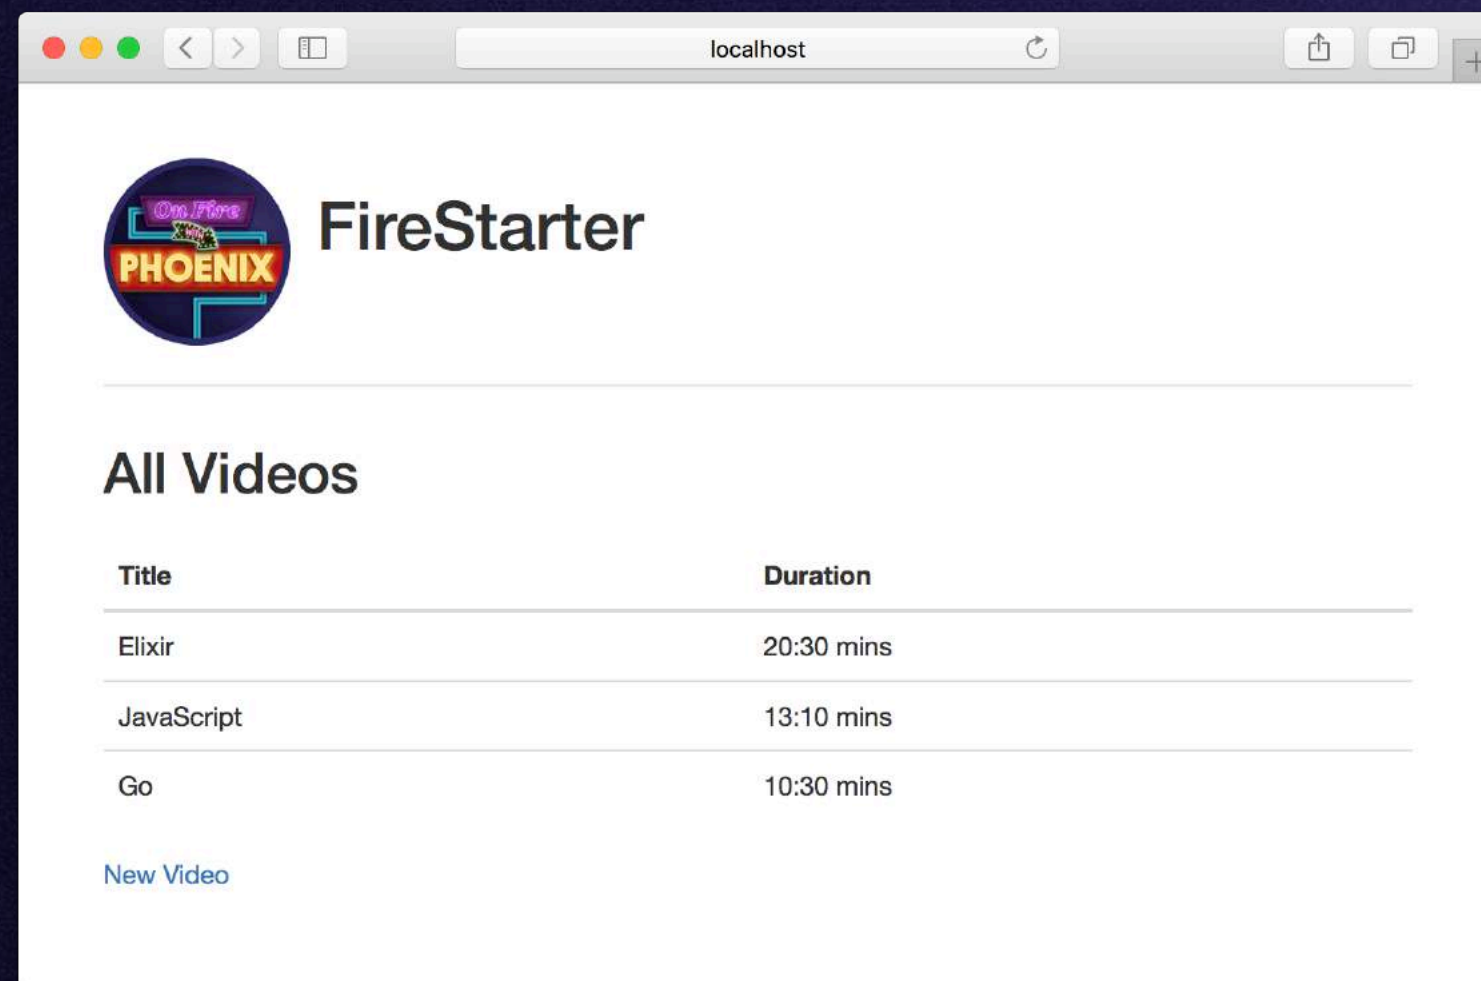 localhost
On Fire
WITH
PHOENIX
FireStarter
All Videos
Title Duration
Elixir 20:30 mins
JavaScript 13:10 mins
Go 10:30 mins
New Video